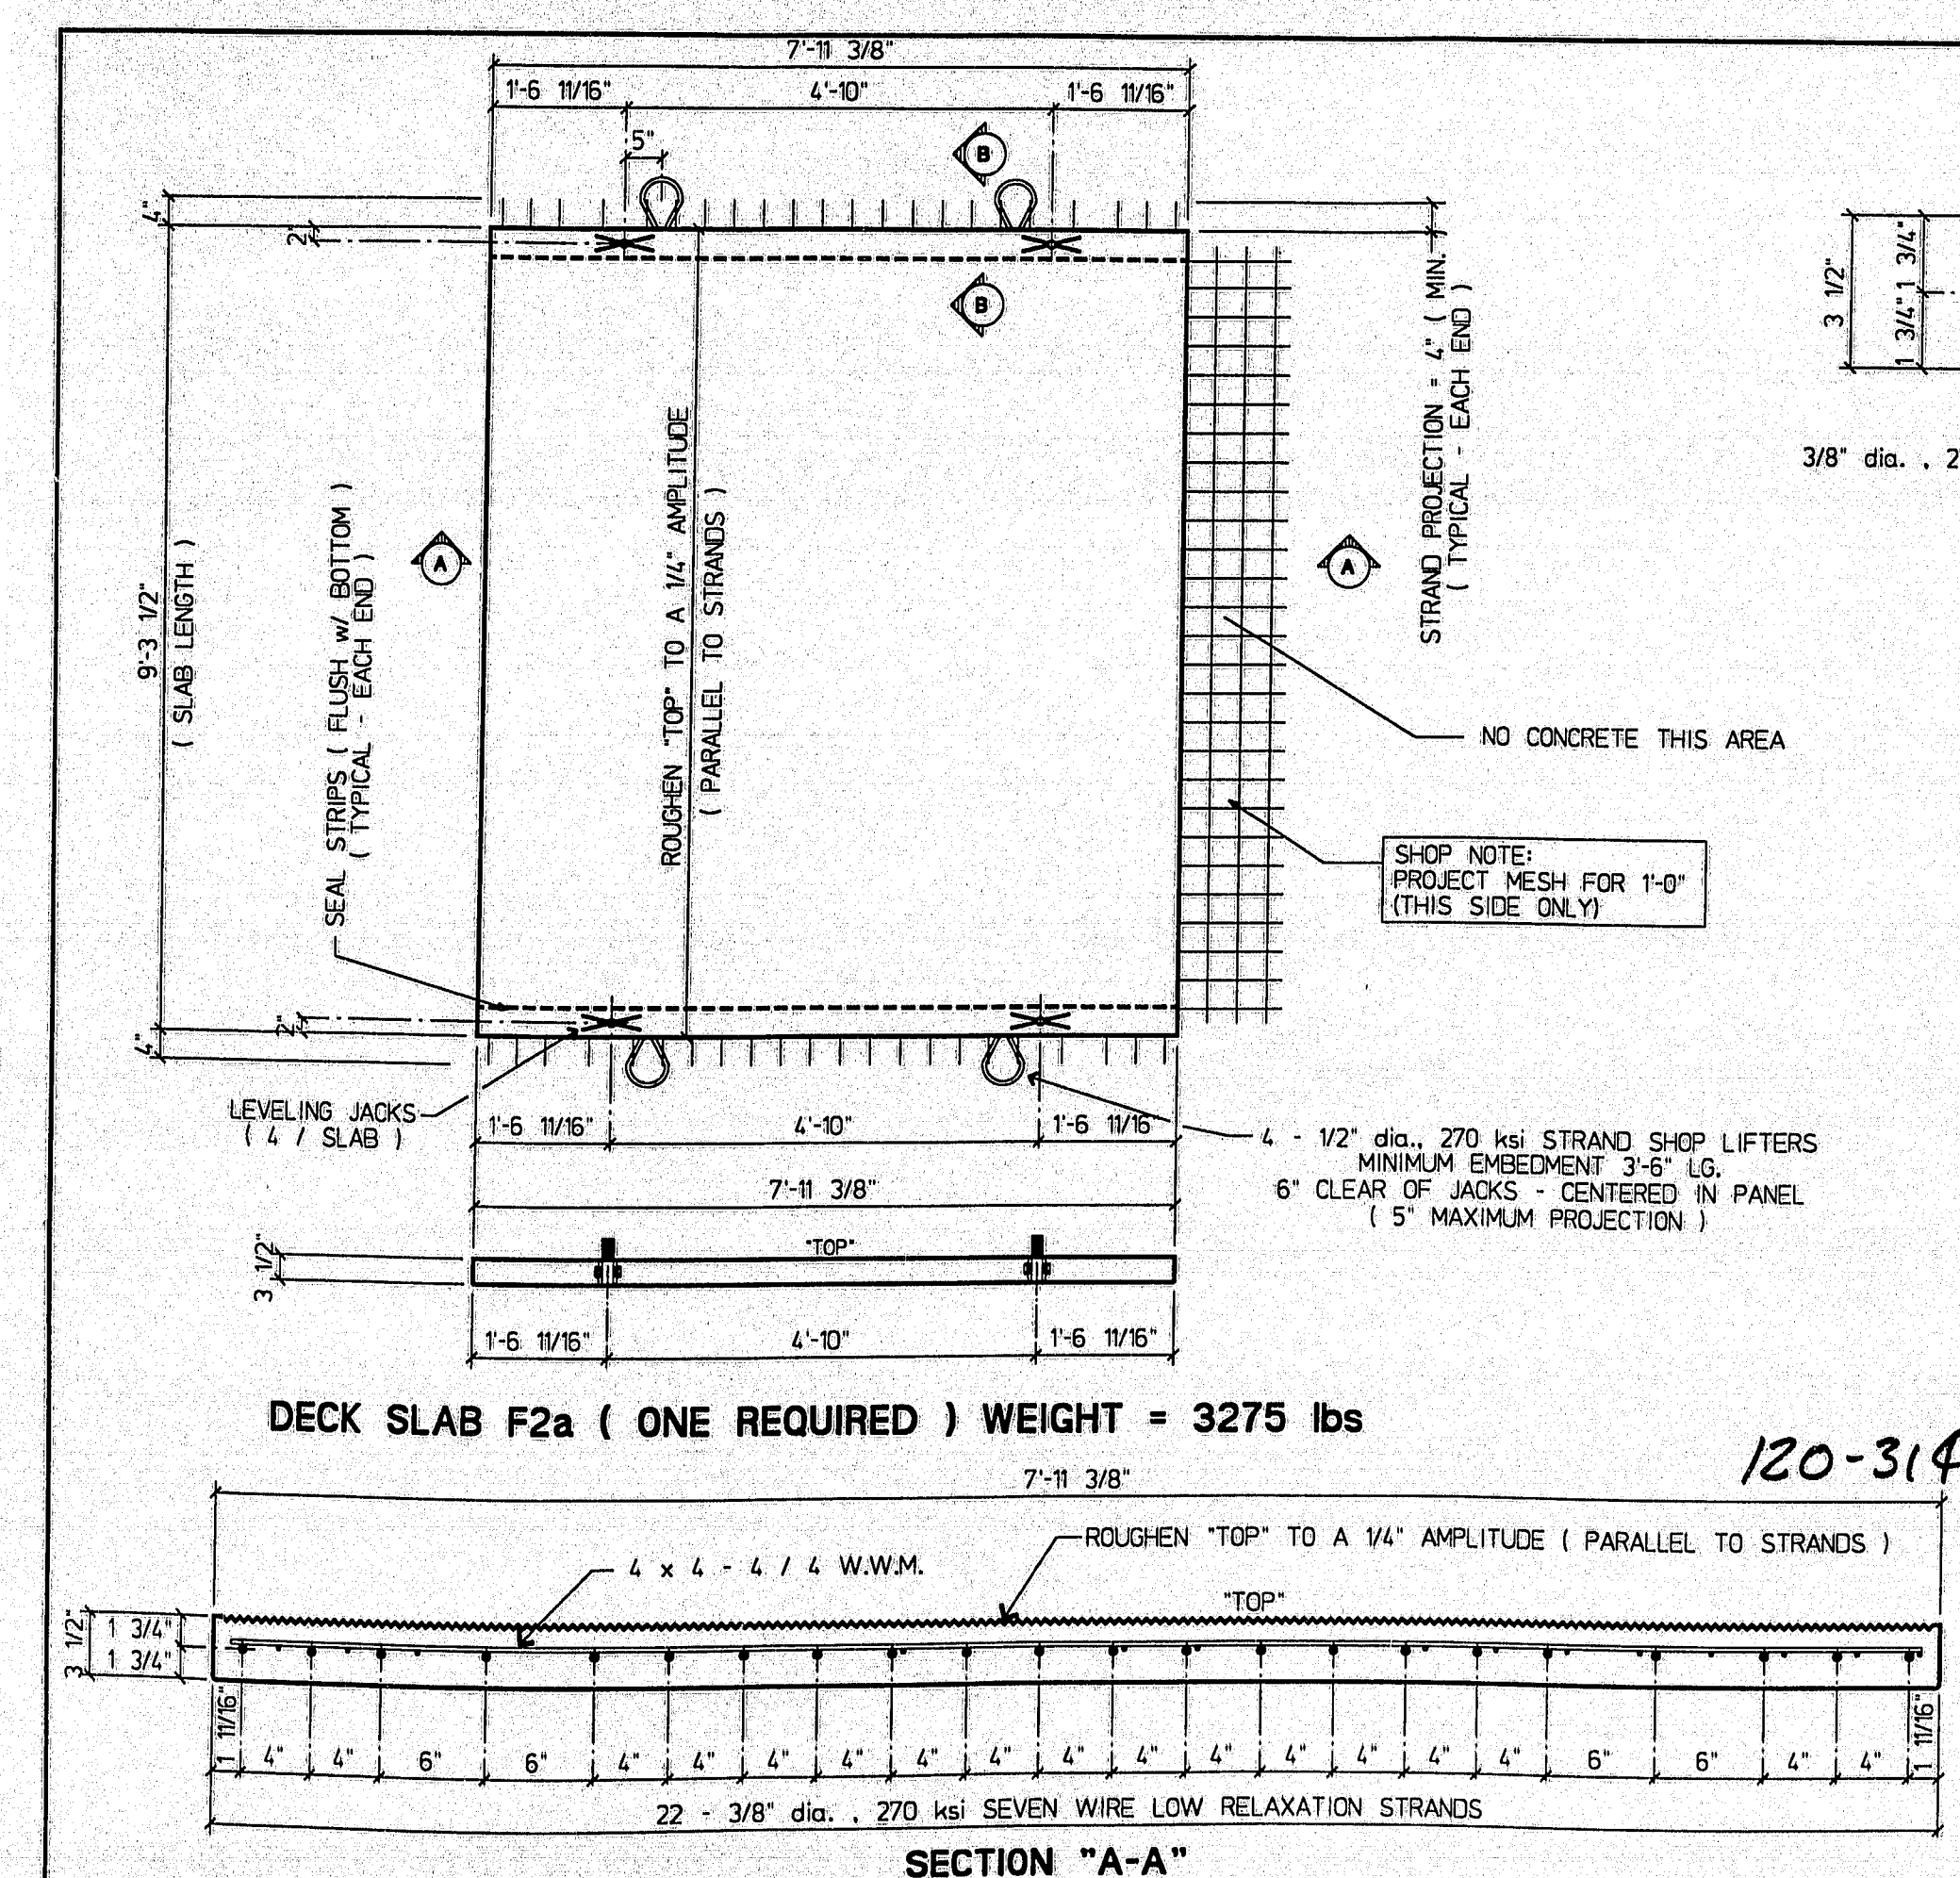 7'-11 3/8"
1'-6 11/16" 4'-10" 1'-6 11/16"
5"
B
4"
2"
B
3 1/2"
1 3/4" 1 3/4"
3/8" dia. , 2
STRAND PROJECTION = 4" ( MIN. )
( TYPICAL - EACH END )
ROUGHEN "TOP" TO A 1/4" AMPLITUDE
( PARALLEL TO STRANDS )
SEAL STRIPS ( FLUSH w/ BOTTOM )
( TYPICAL - EACH END )
A
A
9'-3 1/2"
( SLAB LENGTH )
NO CONCRETE THIS AREA
SHOP NOTE:
PROJECT MESH FOR 1'-0"
(THIS SIDE ONLY)
2"
4"
LEVELING JACKS
( 4 / SLAB )
1'-6 11/16" 4'-10" 1'-6 11/16"
4 - 1/2" dia., 270 ksi STRAND SHOP LIFTERS
MINIMUM EMBEDMENT 3'-6" LG.
6" CLEAR OF JACKS - CENTERED IN PANEL
( 5" MAXIMUM PROJECTION )
7'-11 3/8"
"TOP"
3 1/2"
1'-6 11/16" 4'-10" 1'-6 11/16"
DECK SLAB F2a ( ONE REQUIRED ) WEIGHT = 3275 lbs
120-314
7'-11 3/8"
ROUGHEN "TOP" TO A 1/4" AMPLITUDE ( PARALLEL TO STRANDS )
4 x 4 - 4 / 4 W.W.M.
"TOP"
3 1/2"
1 3/4"
1 3/4"
1 11/16" 4" 4" 6" 6" 4" 4" 4" 4" 4" 4" 4" 4" 4" 4" 4" 4" 4" 6" 6" 4" 4" 1 11/16"
22 - 3/8" dia. , 270 ksi SEVEN WIRE LOW RELAXATION STRANDS
SECTION "A-A"